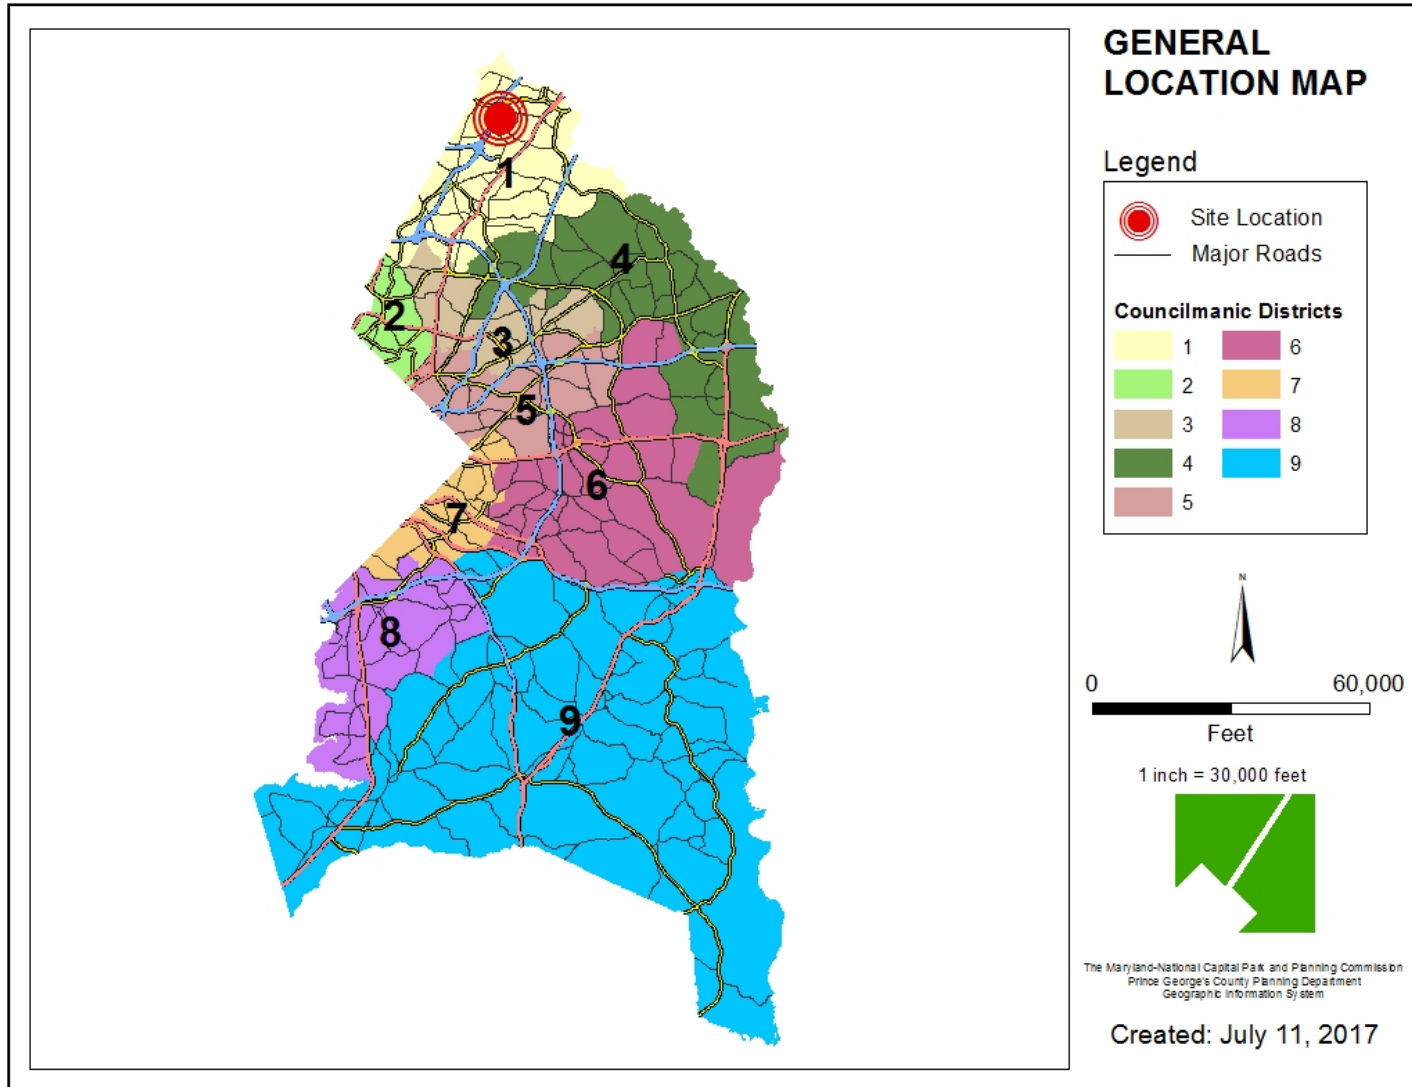 GENERAL
LOCATION MAP
Legend
Site Location
Major Roads
Councilmanic Districts
1 6
2 7
3 8
4 9
5
N
0 60,000
Feet
1 inch = 30,000 feet
The Maryland-National Capital Park and Planning Commission
Prince George's County Planning Department
Geographic Information System
Created: July 11, 2017
1
4
2
3
5
6
7
8
9